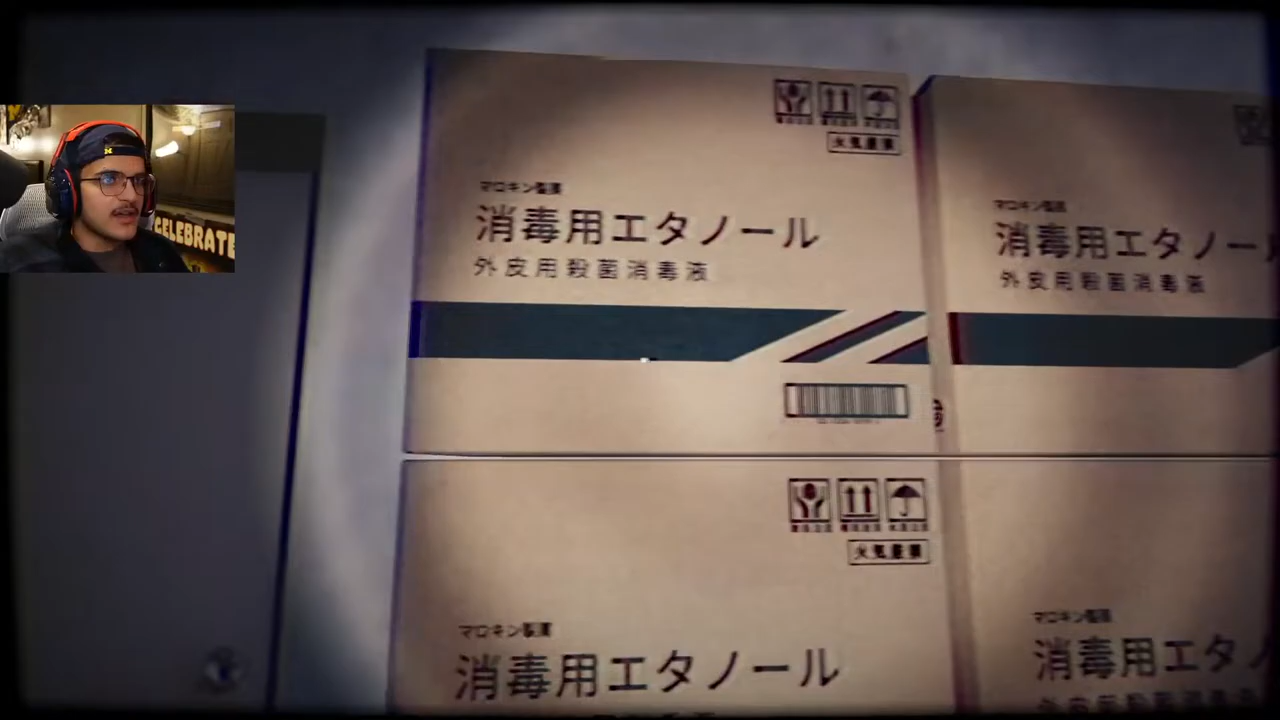 CELEBRATE
火気厳禁
マロキン製薬
消毒用エタノール
外皮用殺菌消毒液
マロキン製薬
消毒用エタノー
外皮用殺菌消毒液
火気厳禁
マロキン製薬
消毒用エタノール
マロキン製薬
消毒用エタノ